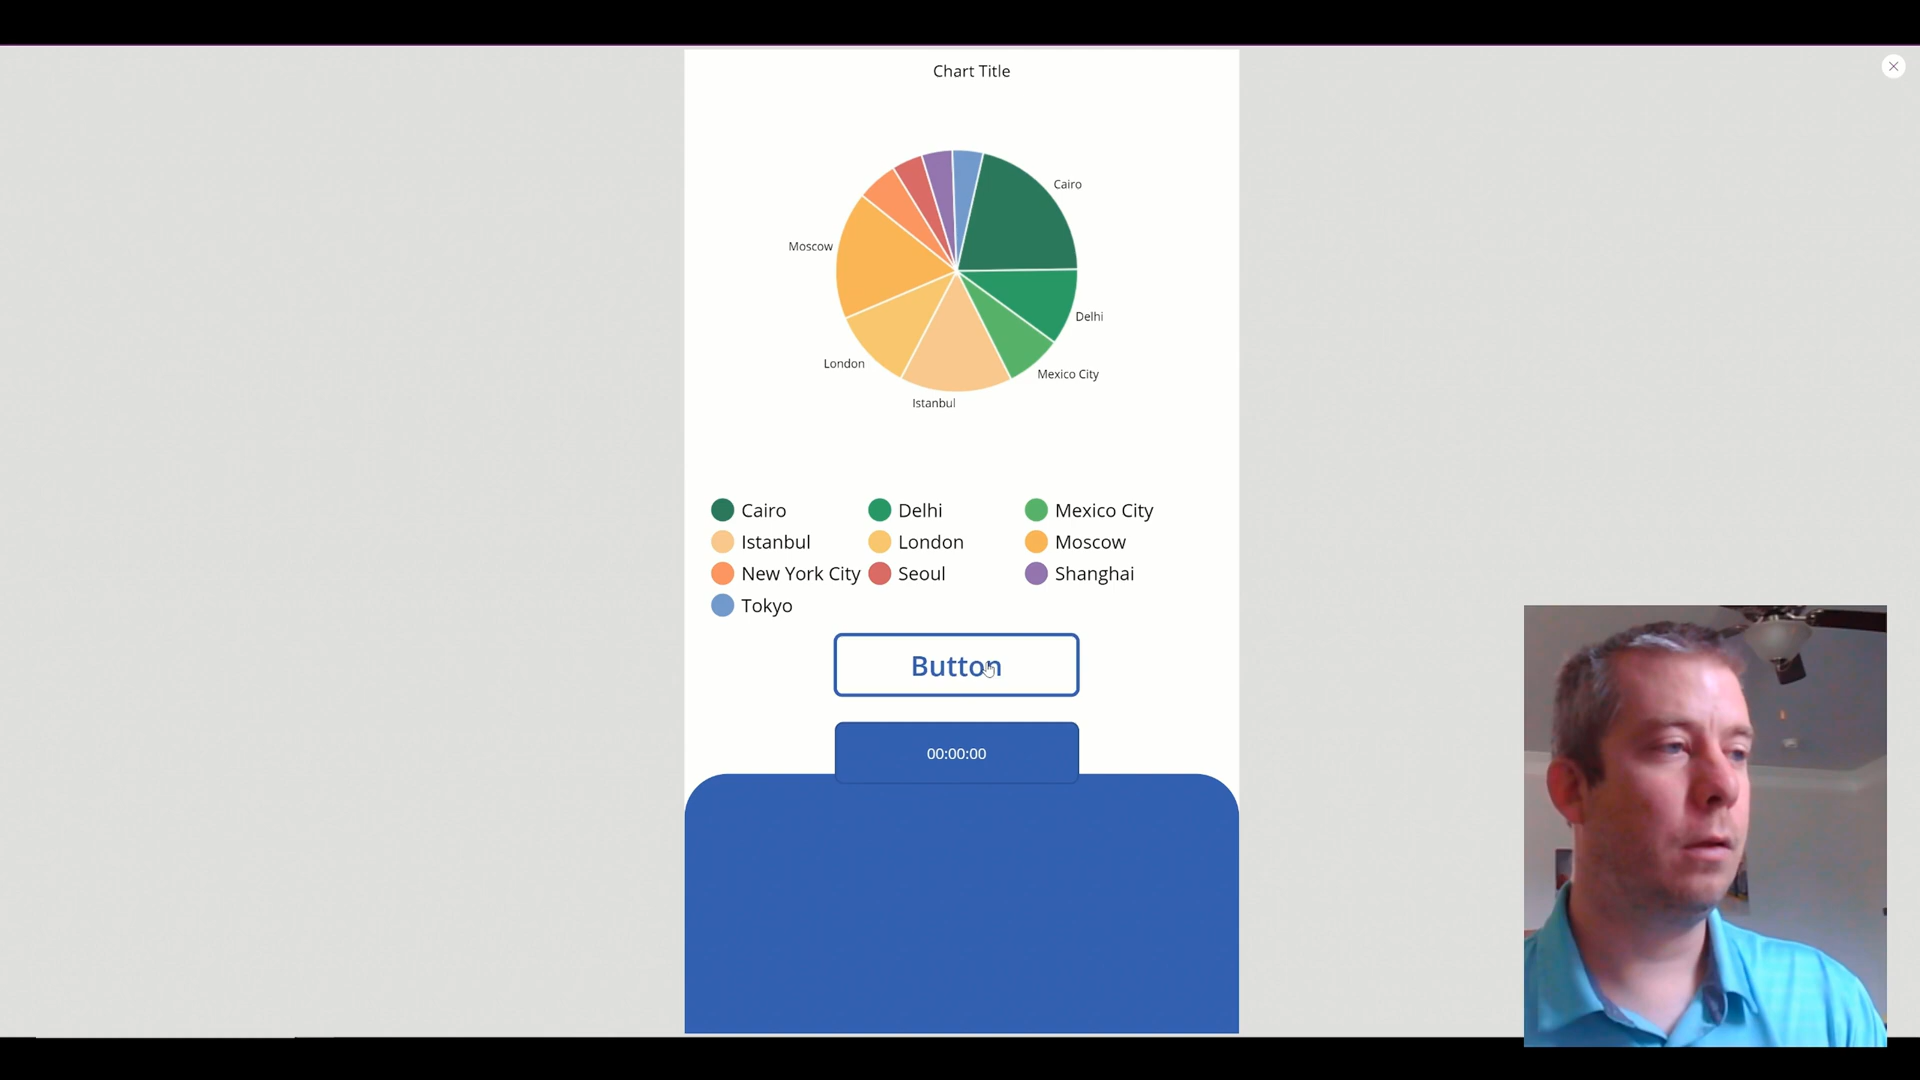 Chart Title
Cairo
Moscow
Delhi
London
Mexico City
Istanbul
Cairo Delhi Mexico City
Istanbul London Moscow
New York City Seoul Shanghai
Tokyo
Button
00:00:00